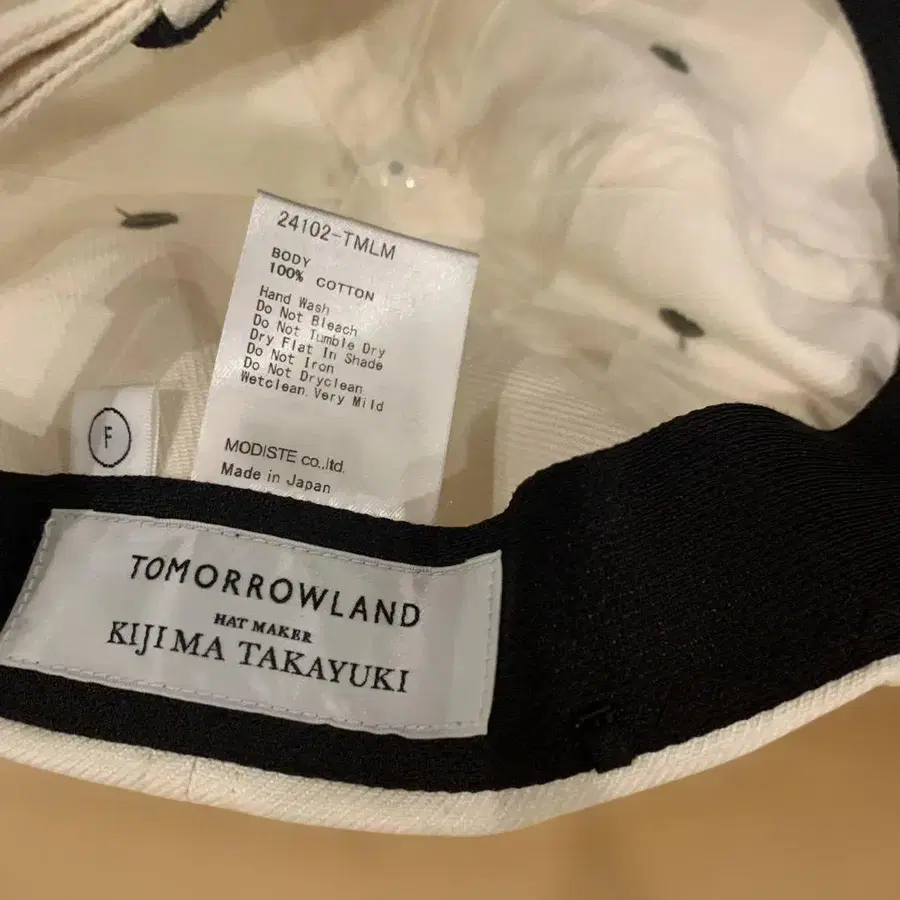 24102-TMLM
BODY
100% COTTON
Hand Wash
Do Not Bleach
Do Not Tumble Dry
Dry Flat In Shade
Do Not Iron
Do Not Dryclean
Wetclean. Very Mild
MODISTE co.,ltd.
Made in Japan
F
TOMORROWLAND
HAT MAKER
KIJIMA TAKAYUKI